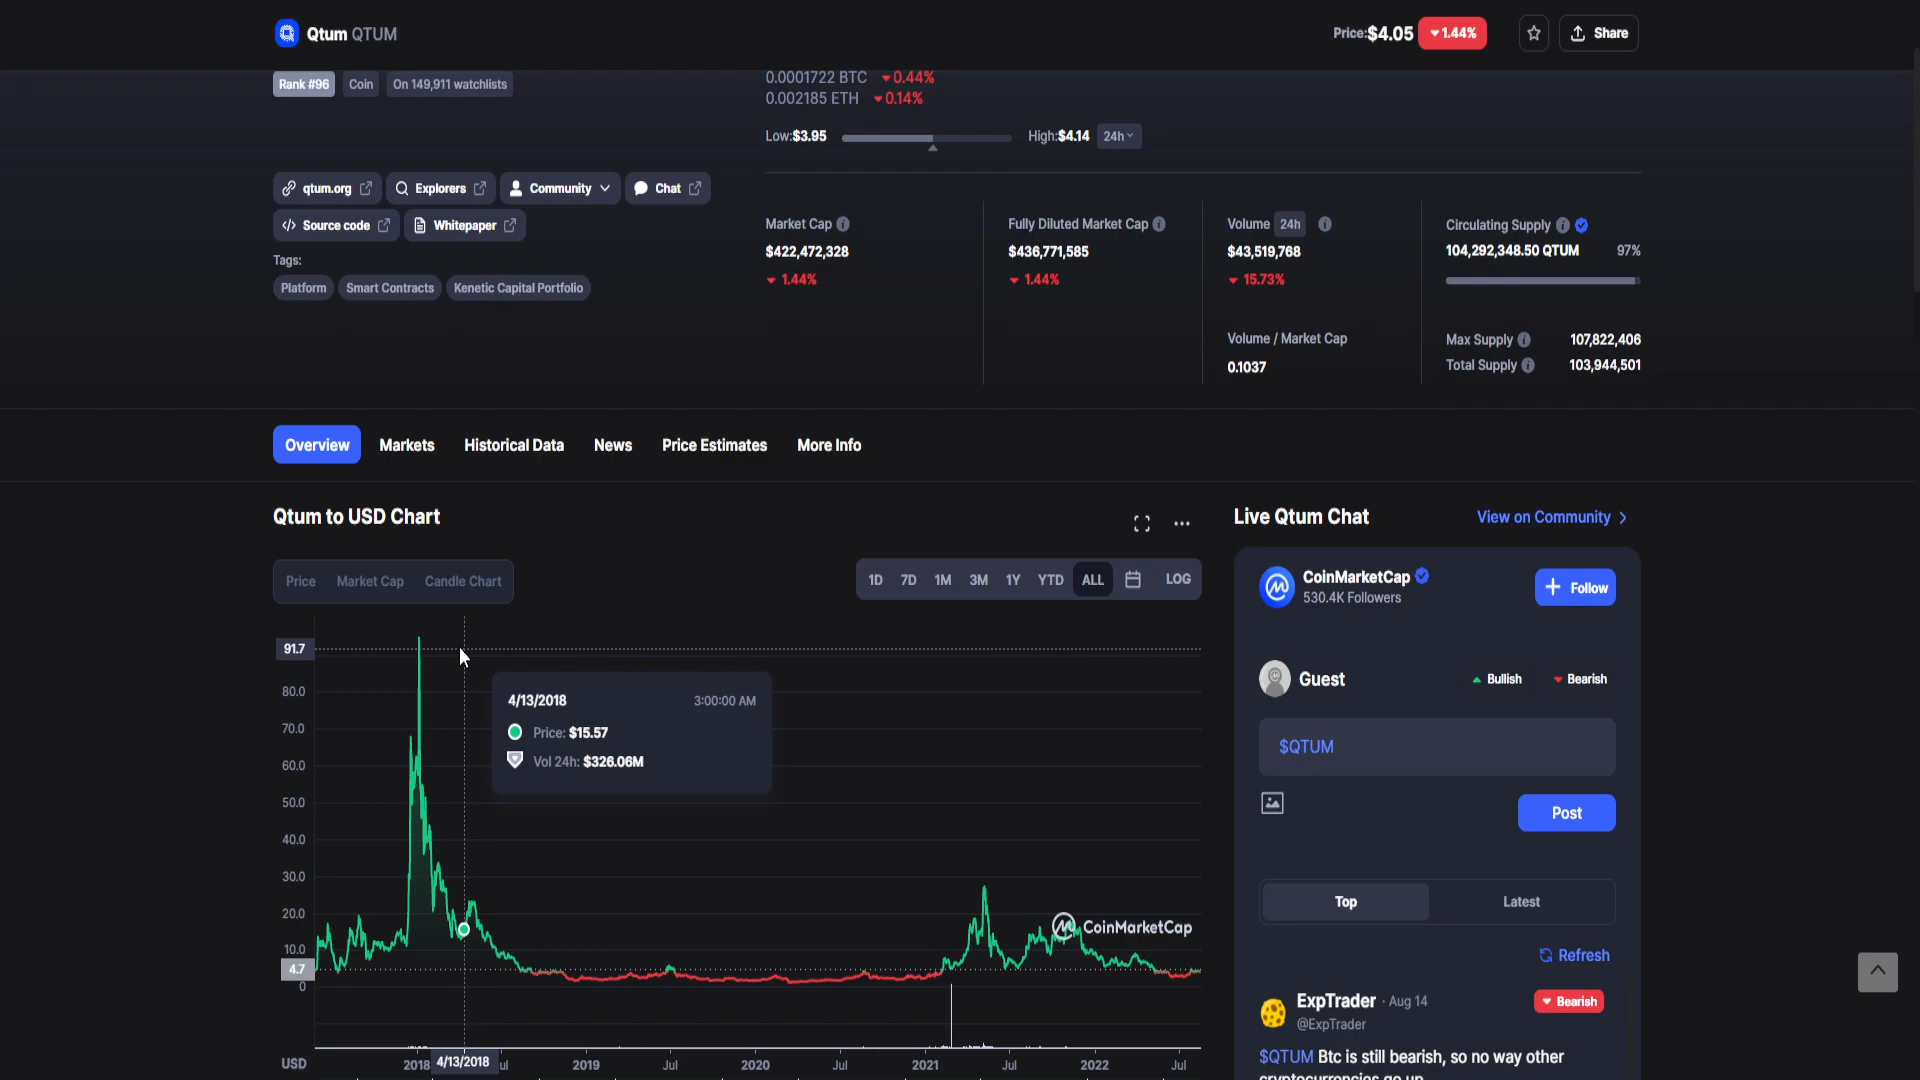 Qtum QTUM
Price:$4.05
1.44%
Share
Rank #96
Coin
On 149,911 watchlists
0.0001722 BTC
0.44%
0.002185 ETH
0.14%
Low:$3.95
High:$4.14
24h
qtum.org
Explorers
Community
Chat
Source code
Whitepaper
Tags:
Platform
Smart Contracts
Kenetic Capital Portfolio
Market Cap
$422,472,328
1.44%
Fully Diluted Market Cap
$436,771,585
1.44%
Volume 24h
$43,519,768
15.73%
Volume / Market Cap
0.1037
Circulating Supply
104,292,348.50 QTUM
97%
Max Supply
107,822,406
Total Supply
103,944,501
Overview
Markets
Historical Data
News
Price Estimates
More Info
Qtum to USD Chart
Price
Market Cap
Candle Chart
1D
7D
1M
3M
1Y
YTD
ALL
LOG
91.7
80.0
70.0
60.0
50.0
40.0
30.0
20.0
10.0
4.7
0
4/13/2018
3:00:00 AM
Price: $15.57
Vol 24h: $326.06M
CoinMarketCap
USD
2018
4/13/2018
ul
2019
Jul
2020
Jul
2021
Jul
2022
Jul
Live Qtum Chat
View on Community
CoinMarketCap
530.4K Followers
Follow
Guest
Bullish
Bearish
$QTUM
Post
Top
Latest
Refresh
ExpTrader · Aug 14
@ExpTrader
Bearish
$QTUM Btc is still bearish, so no way other
cryptocurrencies go up